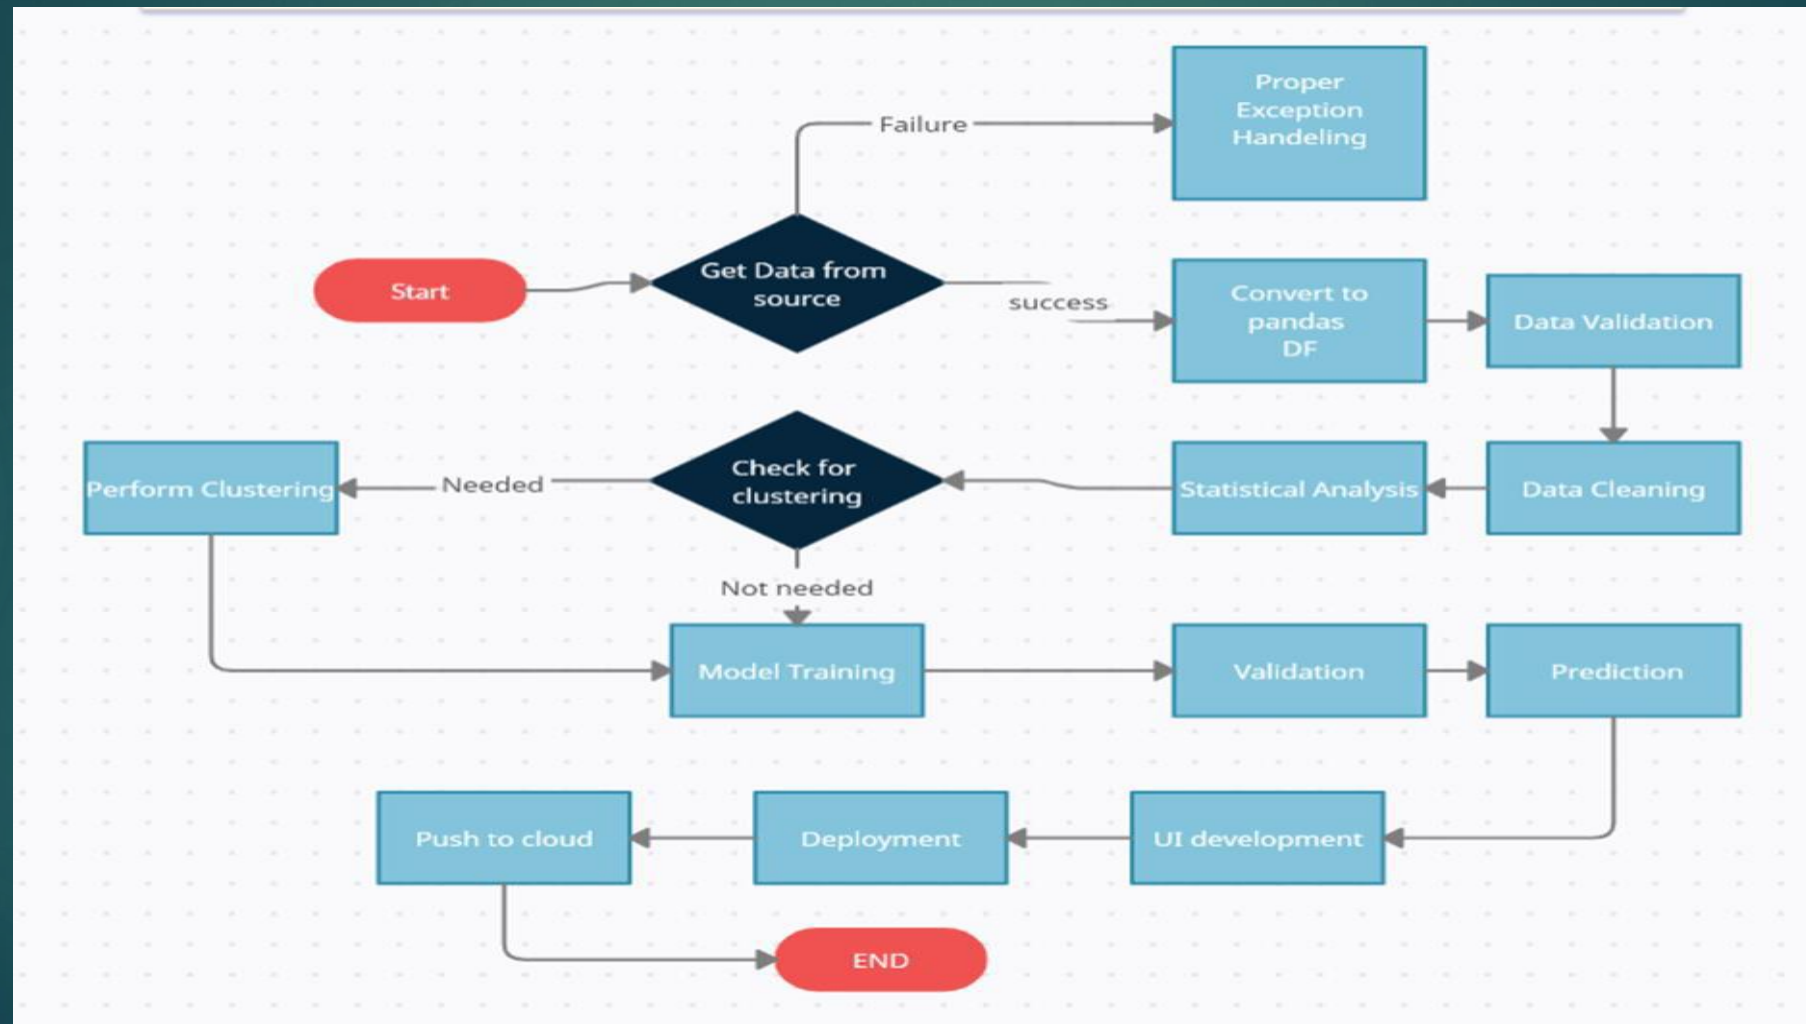 Proper
Exception
Handeling
Failure
Start
Get Data from
source
success
Convert to
pandas
DF
Data Validation
Perform Clustering
Needed
Check for
clustering
Statistical Analysis
Data Cleaning
Not needed
Model Training
Validation
Prediction
Push to cloud
Deployment
UI development
END